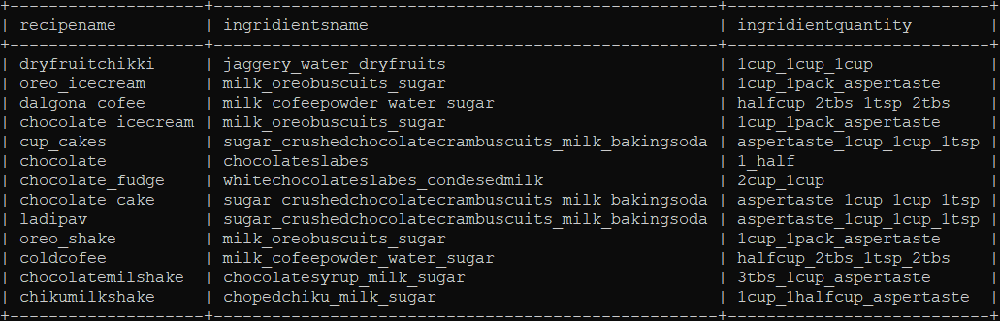 | recipename | ingridientsname | ingridientquantity |
| dryfruitchikki | jaggery_water_dryfruits | 1cup_1cup_1cup |
| oreo_icecream | milk_oreobuscuits_sugar | 1cup_1pack_aspertaste |
| dalgona_cofee | milk_cofeepowder_water_sugar | halfcup_2tbs_1tsp_2tbs |
| chocolate icecream | milk_oreobuscuits_sugar | 1cup_1pack_aspertaste |
| cup_cakes | sugar_crushedchocolatecrambuscuits_milk_bakingsoda | aspertaste_1cup_1cup_1tsp |
| chocolate | chocolateslabes | 1_half |
| chocolate_fudge | whitechocolateslabes_condesedmilk | 2cup_1cup |
| chocolate_cake | sugar_crushedchocolatecrambuscuits_milk_bakingsoda | aspertaste_1cup_1cup_1tsp |
| ladipav | sugar_crushedchocolatecrambuscuits_milk_bakingsoda | aspertaste_1cup_1cup_1tsp |
| oreo_shake | milk_oreobuscuits_sugar | 1cup_1pack_aspertaste |
| coldcofee | milk_cofeepowder_water_sugar | halfcup_2tbs_1tsp_2tbs |
| chocolatemilshake | chocolatesyrup_milk_sugar | 3tbs_1cup_aspertaste |
| chikumilkshake | chopedchiku_milk_sugar | 1cup_1halfcup_aspertaste |